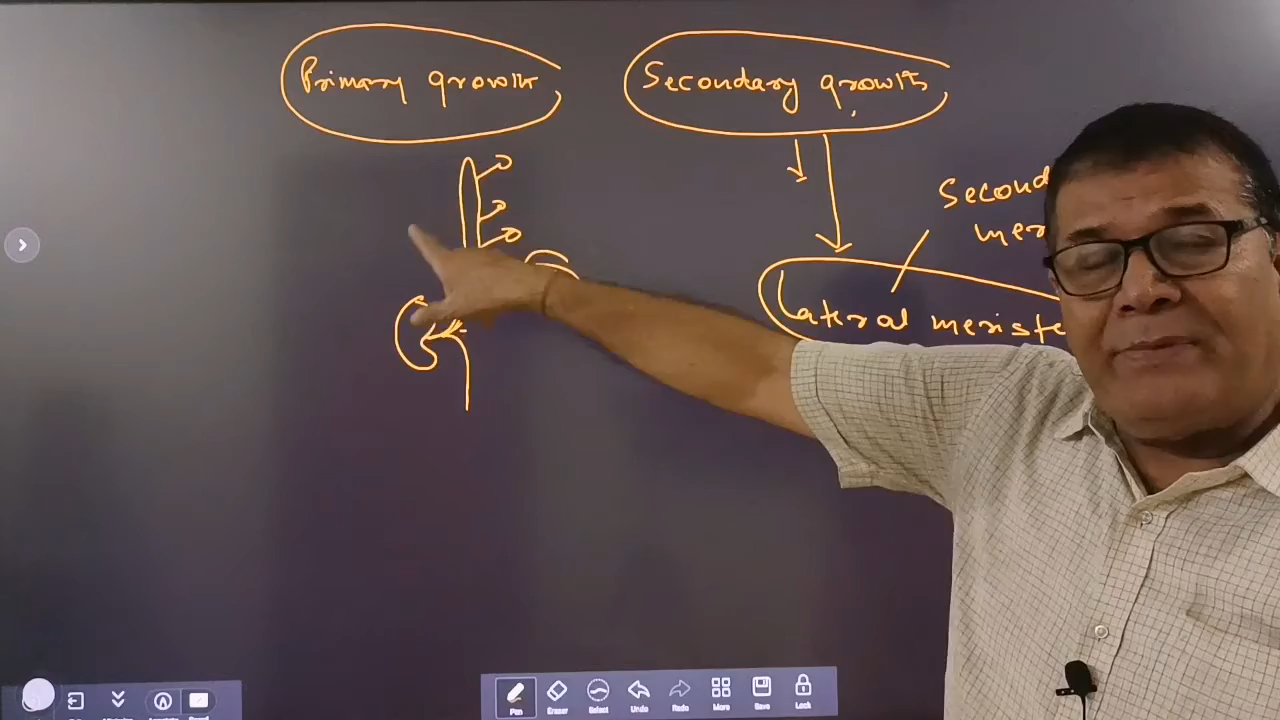 Primary growth
Secondary growth
Second
mer
Lateral meriste
Pen
Eraser
Select
Undo
Redo
More
Save
Lock